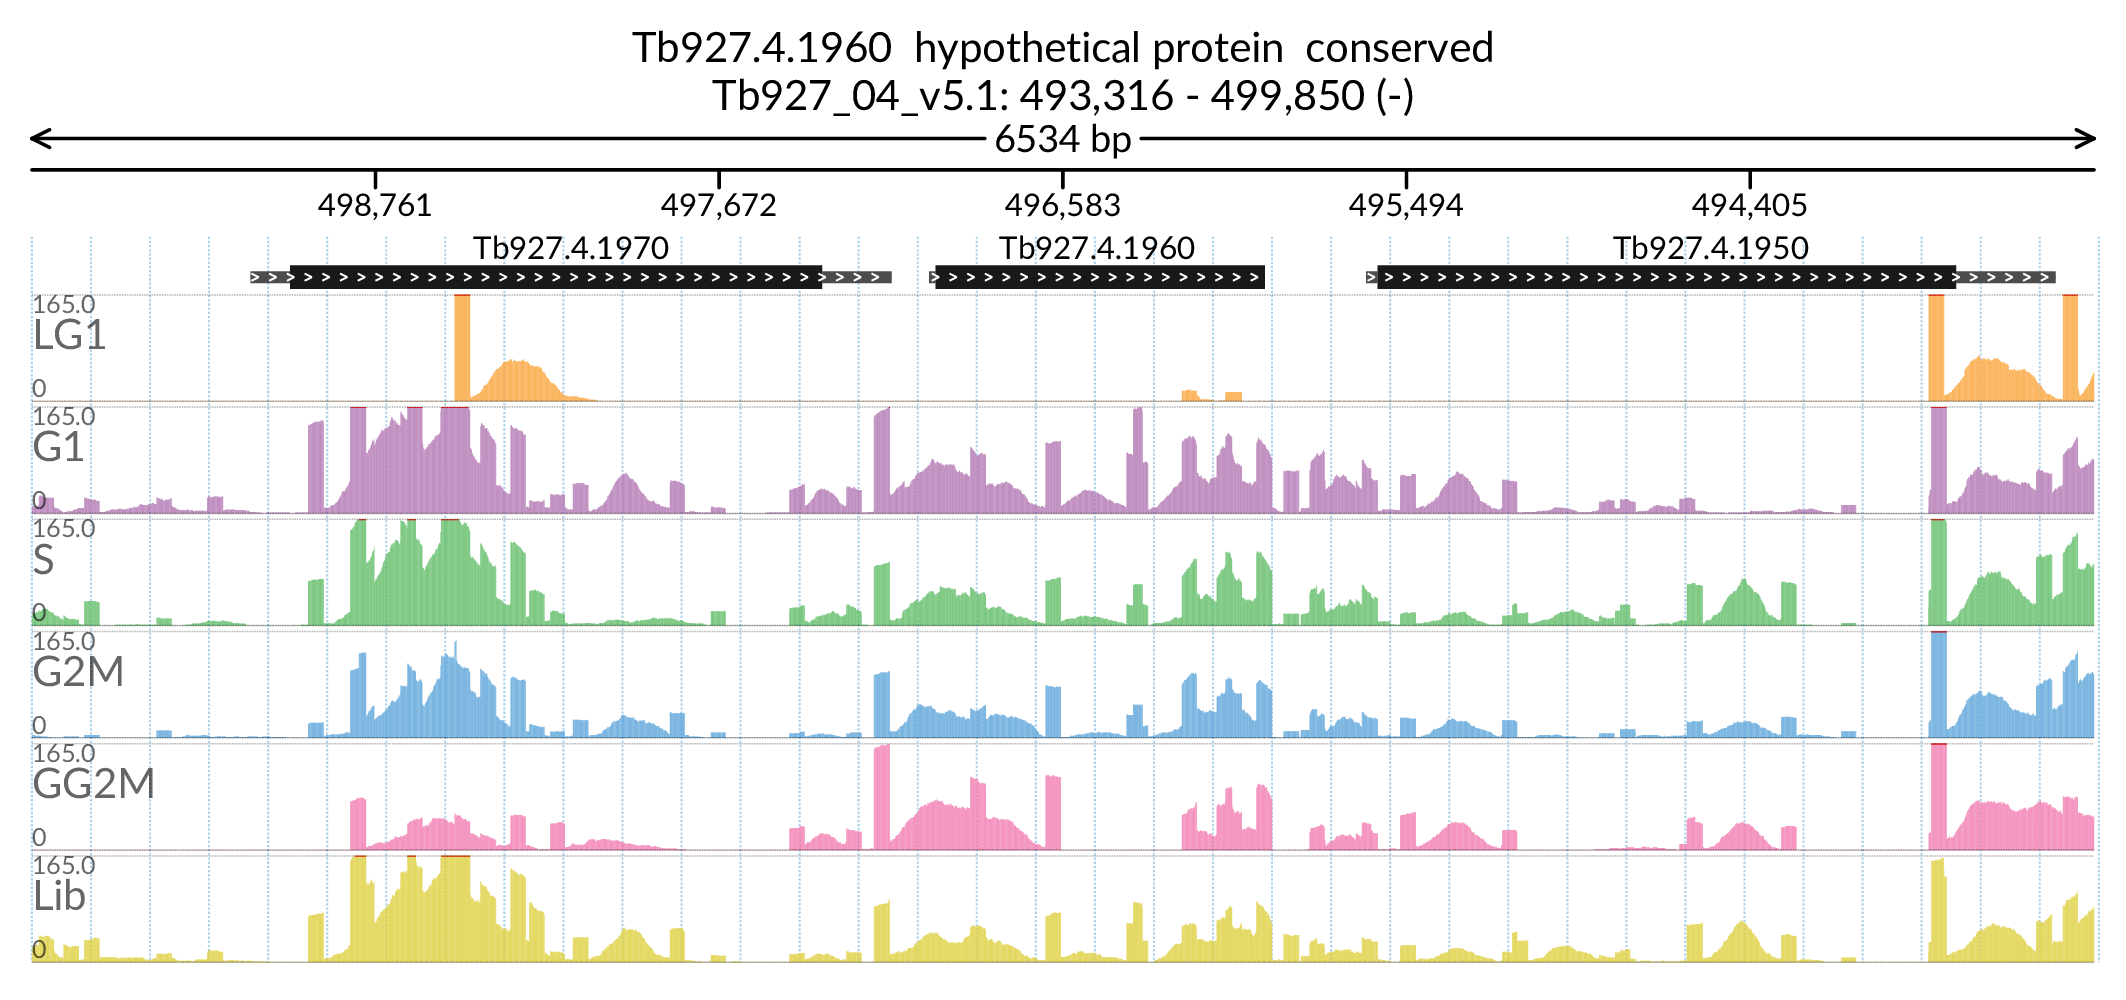 Tb927.4.1960 hypothetical protein conserved
Tb927_04_v5.1: 493,316 - 499,850 (-)
6534 bp
498,761 497,672 496,583 495,494 494,405
Tb927.4.1970 Tb927.4.1960 Tb927.4.1950
165.0
LG1
0
165.0
G1
0
165.0
S
0
165.0
G2M
0
165.0
GG2M
0
165.0
Lib
0